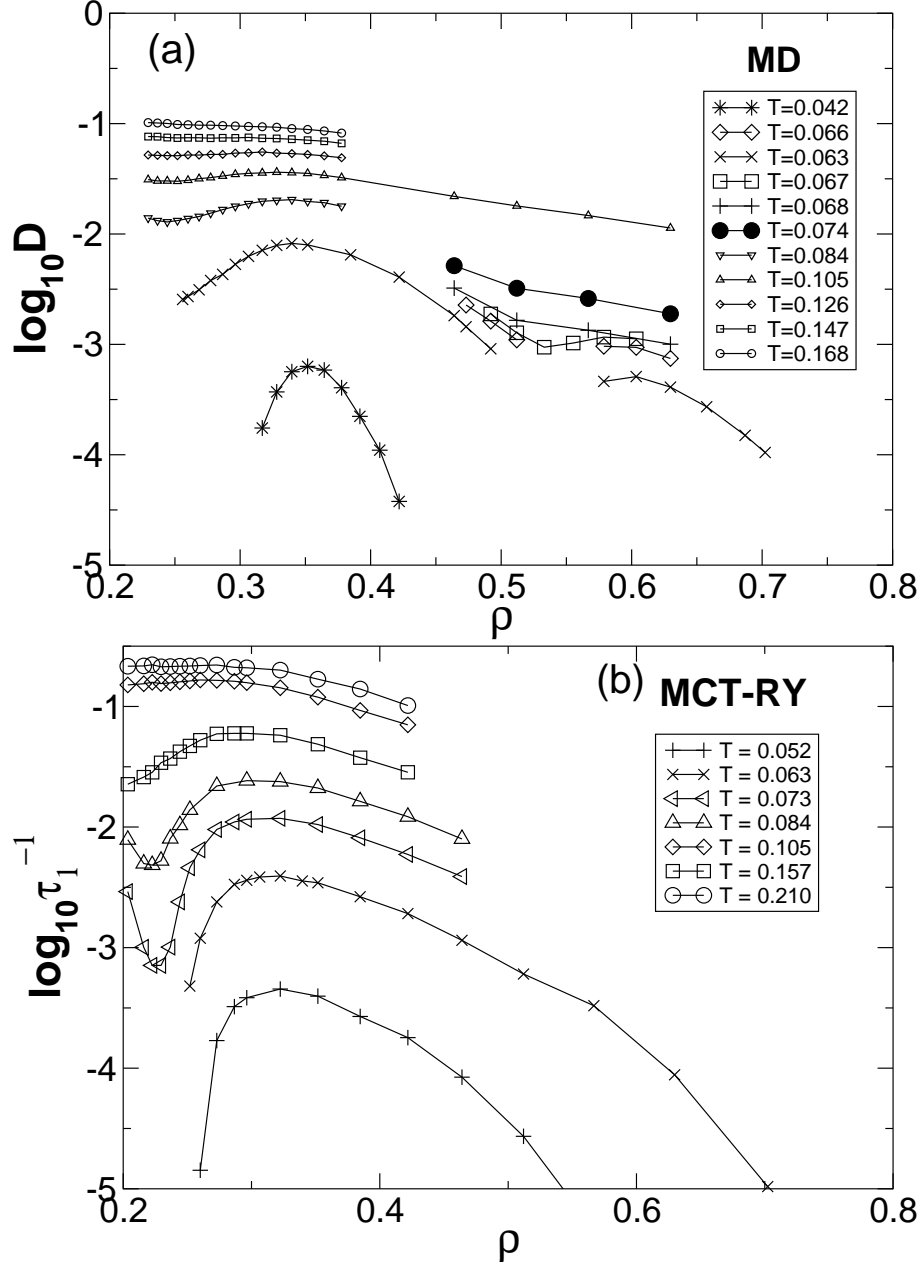 0
(a)
MD
T=0.042
T=0.066
T=0.063
T=0.067
T=0.068
T=0.074
T=0.084
T=0.105
T=0.126
T=0.147
T=0.168
-1
-2
-3
-4
-5
log10D
0.2 0.3 0.4 0.5 0.6 0.7 0.8
ρ
(b)
MCT-RY
T = 0.052
T = 0.063
T = 0.073
T = 0.084
T = 0.105
T = 0.157
T = 0.210
-1
-2
-3
-4
-5
log10τ1−1
0.2 0.4 0.6 0.8
ρ